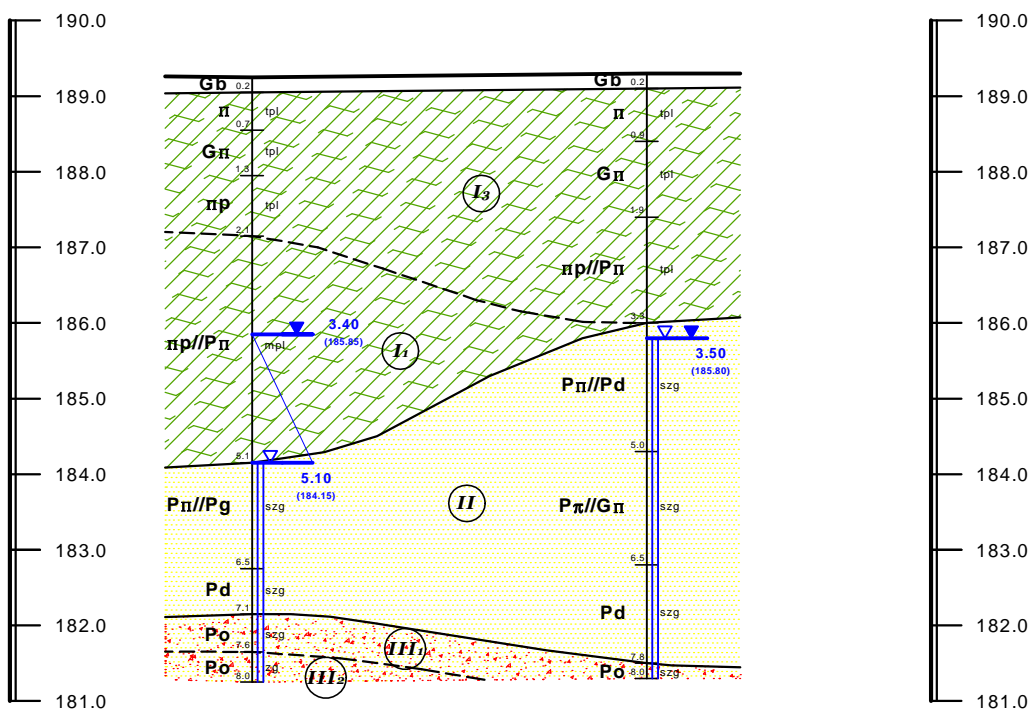 190.0
190.0
Gb
0.2
Gb
0.2
189.0
189.0
п
tpl
п
tpl
0.7
0.9
Gп
tpl
188.0
188.0
1.3
Gп
tpl
I₃
пр
tpl
1.9
2.1
187.0
187.0
пр//Pп
tpl
3.3
186.0
186.0
3.40
(185.85)
пр//Pп
mpl
I₁
3.50
(185.80)
Pп//Pd
szg
185.0
185.0
5.1
5.0
184.0
184.0
5.10
(184.15)
Pп//Pg
szg
II
Pπ//Gп
szg
183.0
183.0
6.5
6.5
Pd
szg
7.1
Pd
szg
182.0
182.0
Po
szg
III₁
7.6
7.8
Po
zg
III₂
8.0
Po
8.0
szg
181.0
181.0